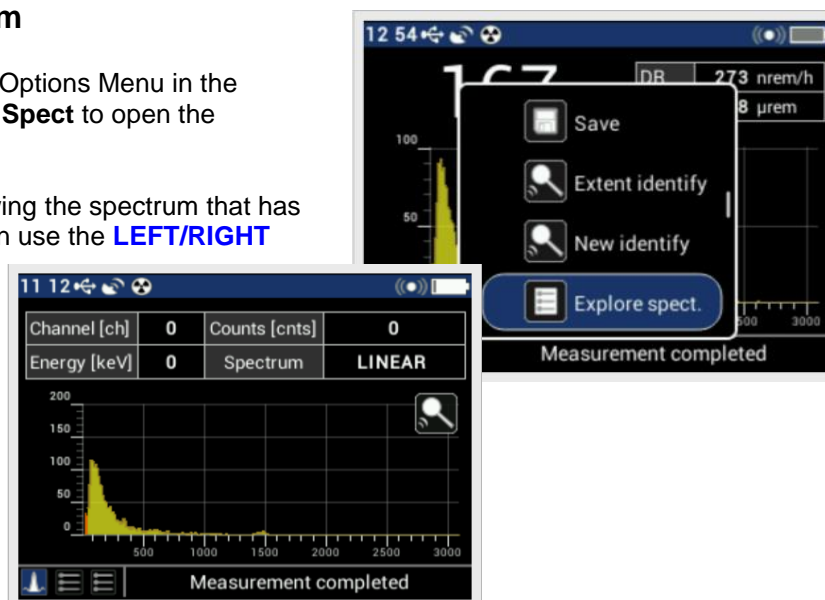 m
Options Menu in the
Spect to open the
ving the spectrum that has
n use the LEFT/RIGHT
12 54
DR 273 nrem/h
8 µrem
100
50
Save
Extent identify
New identify
Explore spect.
500 3000
Measurement completed
11 12
Channel [ch] 0 Counts [cnts] 0
Energy [keV] 0 Spectrum LINEAR
200
150
100
50
0
500 1000 1500 2000 2500 3000
Measurement completed